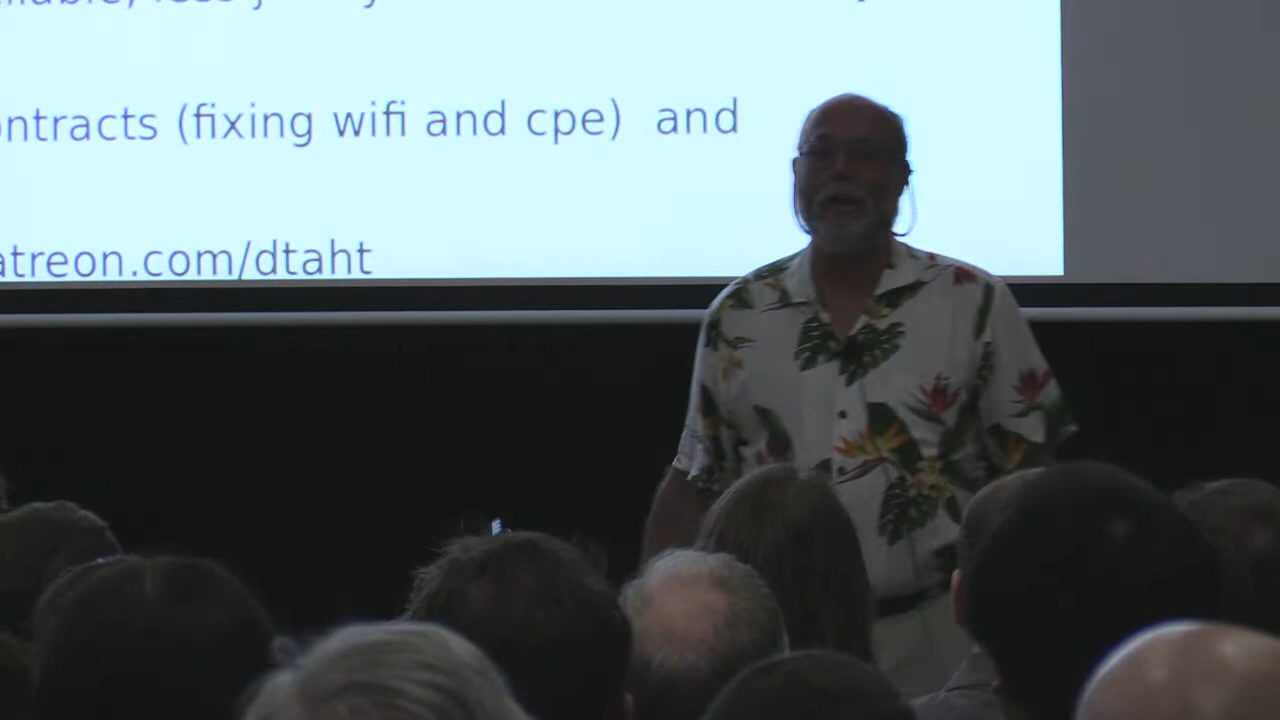 ontracts (fixing wifi and cpe)  and
atreon.com/dtaht